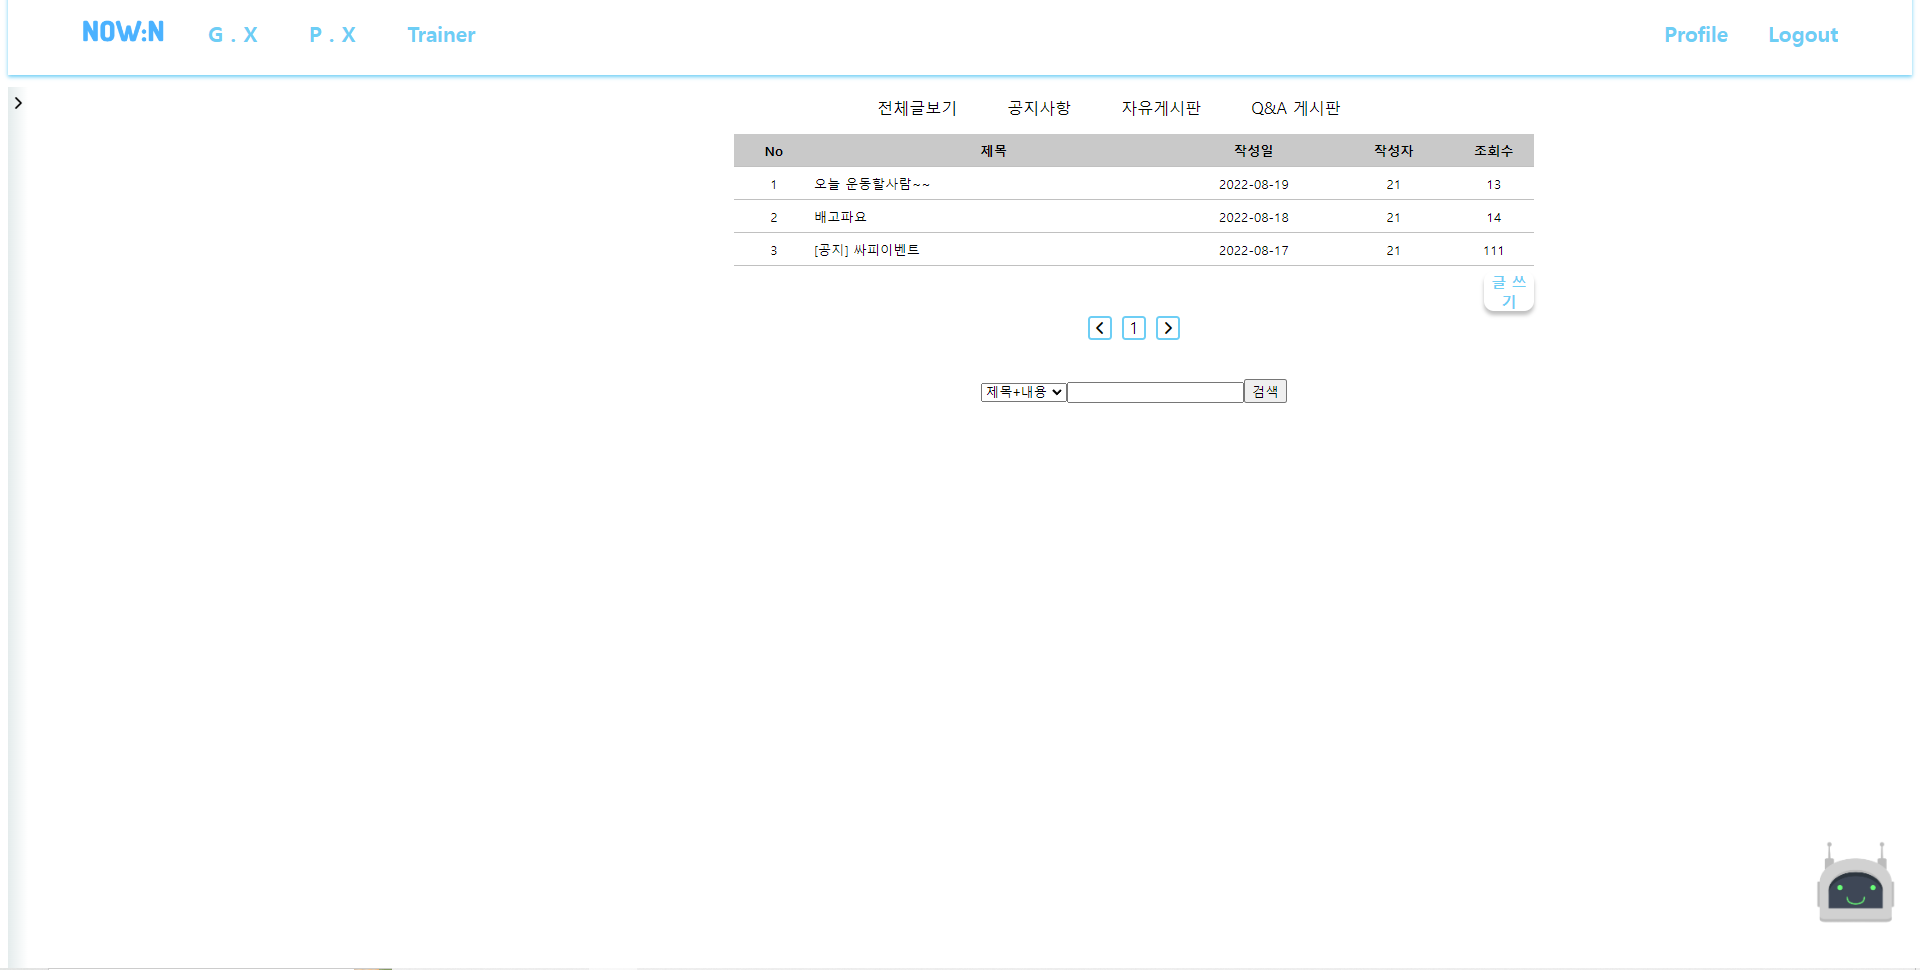 NOW:N G . X P . X Trainer Profile Logout
전체글보기 공지사항 자유게시판 Q&A 게시판
No 제목 작성일 작성자 조회수
1 오늘 운동할사람~~ 2022-08-19 21 13
2 배고파요 2022-08-18 21 14
3 [공지] 싸피이벤트 2022-08-17 21 111
글 쓰
기
1
제목+내용 검색